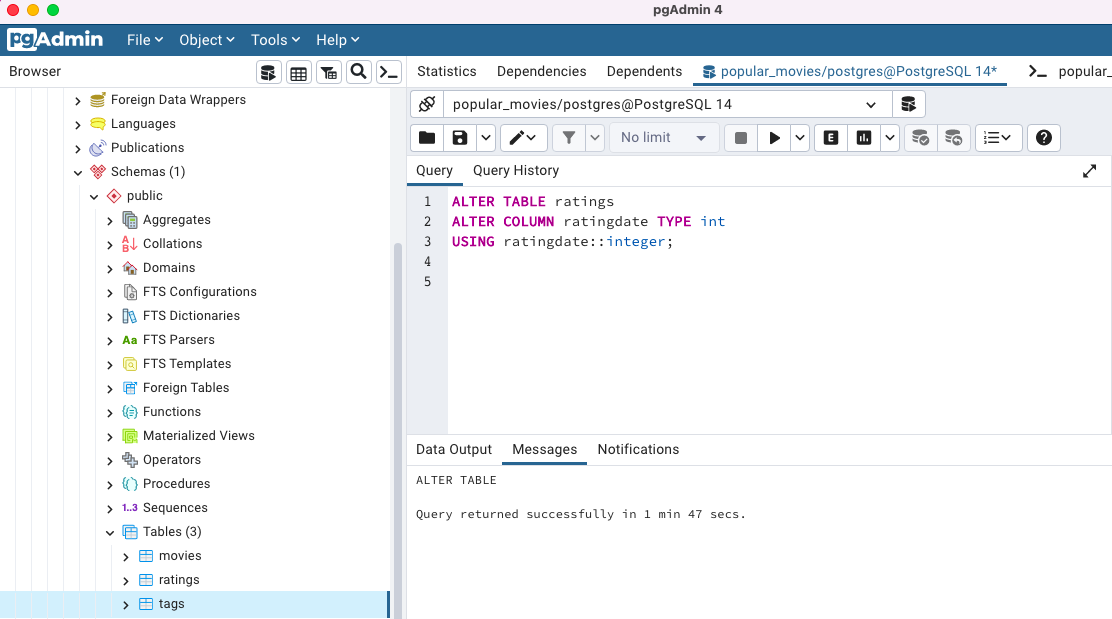 pgAdmin 4
pgAdmin File Object Tools Help
Browser
Statistics Dependencies Dependents popular_movies/postgres@PostgreSQL 14* popular_
Foreign Data Wrappers
Languages
Publications
Schemas (1)
public
Aggregates
Collations
Domains
FTS Configurations
FTS Dictionaries
Aa FTS Parsers
FTS Templates
Foreign Tables
Functions
Materialized Views
Operators
Procedures
1..3 Sequences
Tables (3)
movies
ratings
tags
popular_movies/postgres@PostgreSQL 14
No limit E
Query Query History
1 ALTER TABLE ratings
2 ALTER COLUMN ratingdate TYPE int
3 USING ratingdate::integer;
4
5
Data Output Messages Notifications
ALTER TABLE
Query returned successfully in 1 min 47 secs.